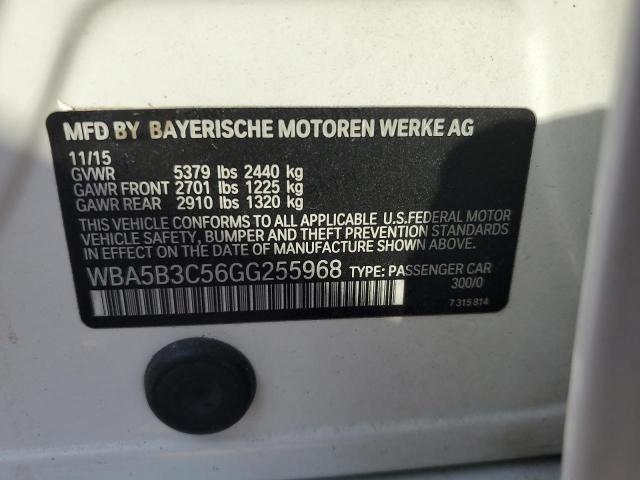 MFD BY BAYERISCHE MOTOREN WERKE AG
11/15
GVWR 5379 lbs 2440 kg
GAWR FRONT 2701 lbs 1225 kg
GAWR REAR 2910 lbs 1320 kg
THIS VEHICLE CONFORMS TO ALL APPLICABLE U.S.FEDERAL MOTOR
VEHICLE SAFETY, BUMPER AND THEFT PREVENTION STANDARDS
IN EFFECT ON THE DATE OF MANUFACTURE SHOWN ABOVE.
WBA5B3C56GG255968 TYPE: PASSENGER CAR
300/0
7 315 814